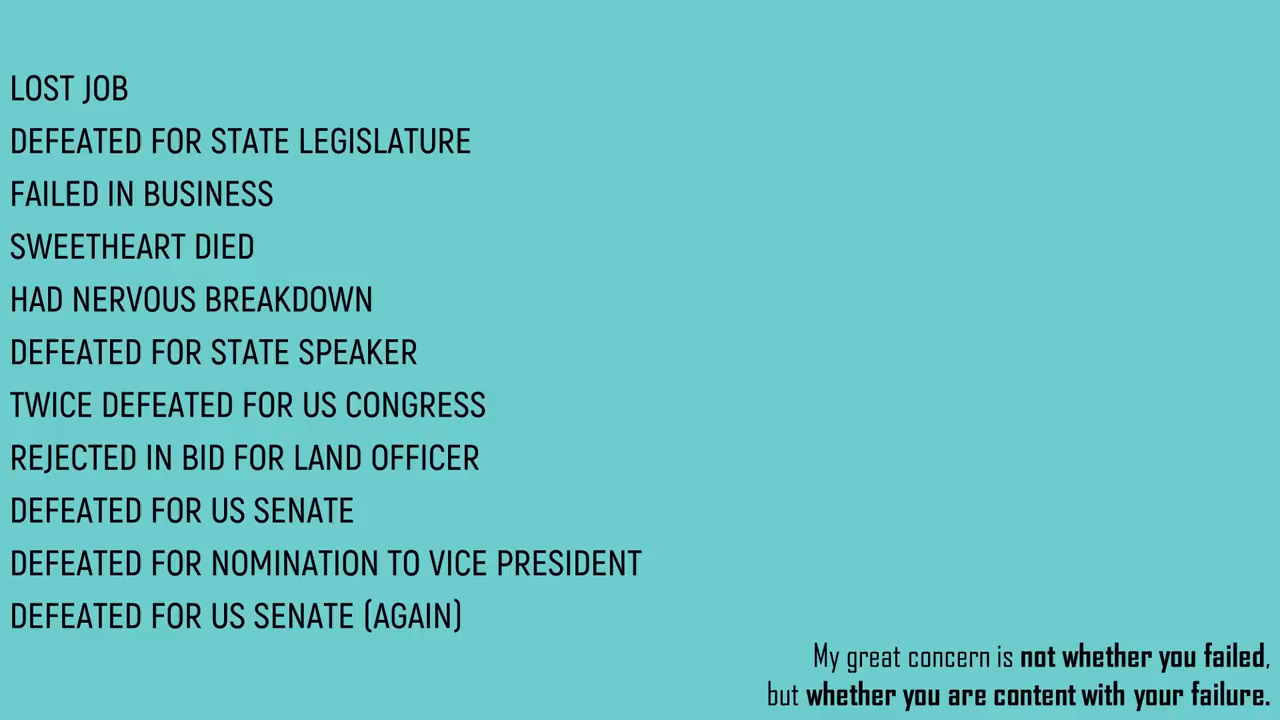 LOST JOB
DEFEATED FOR STATE LEGISLATURE
FAILED IN BUSINESS
SWEETHEART DIED
HAD NERVOUS BREAKDOWN
DEFEATED FOR STATE SPEAKER
TWICE DEFEATED FOR US CONGRESS
REJECTED IN BID FOR LAND OFFICER
DEFEATED FOR US SENATE
DEFEATED FOR NOMINATION TO VICE PRESIDENT
DEFEATED FOR US SENATE (AGAIN)
My great concern is not whether you failed,
but whether you are content with your failure.